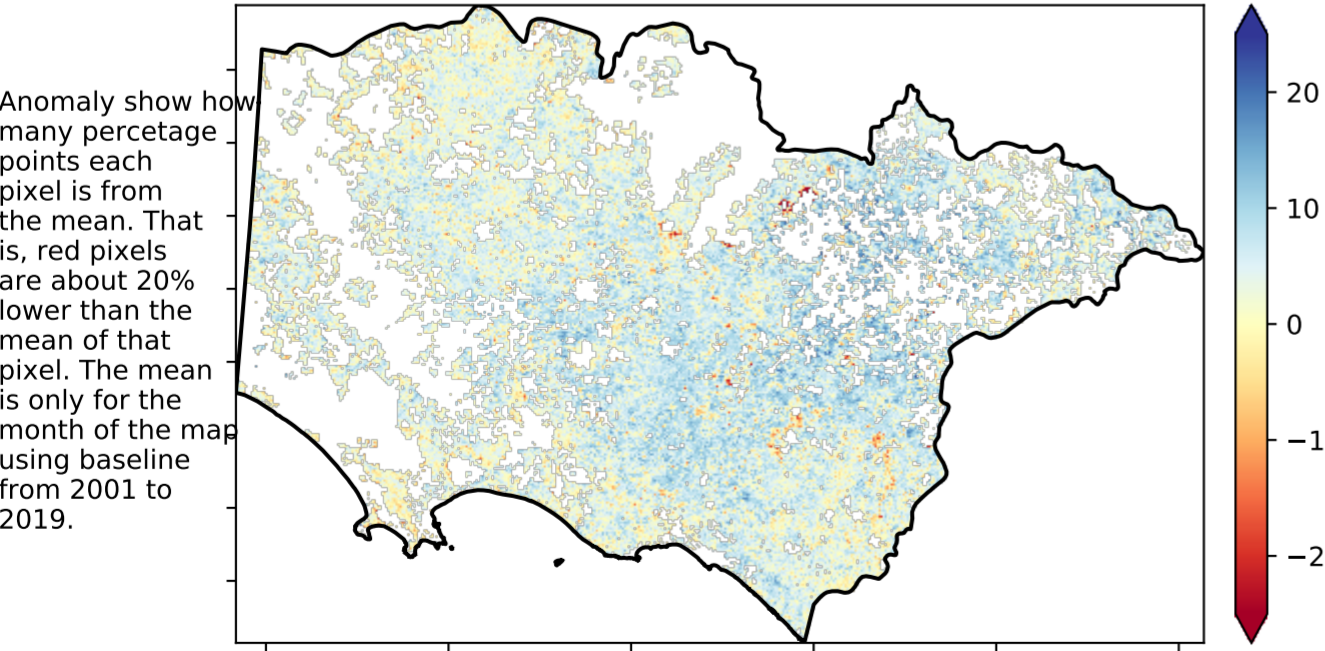 Anomaly show how
many percetage
points each
pixel is from
the mean. That
is, red pixels
are about 20%
lower than the
mean of that
pixel. The mean
is only for the
month of the map
using baseline
from 2001 to
2019.
20
10
0
−1
−2